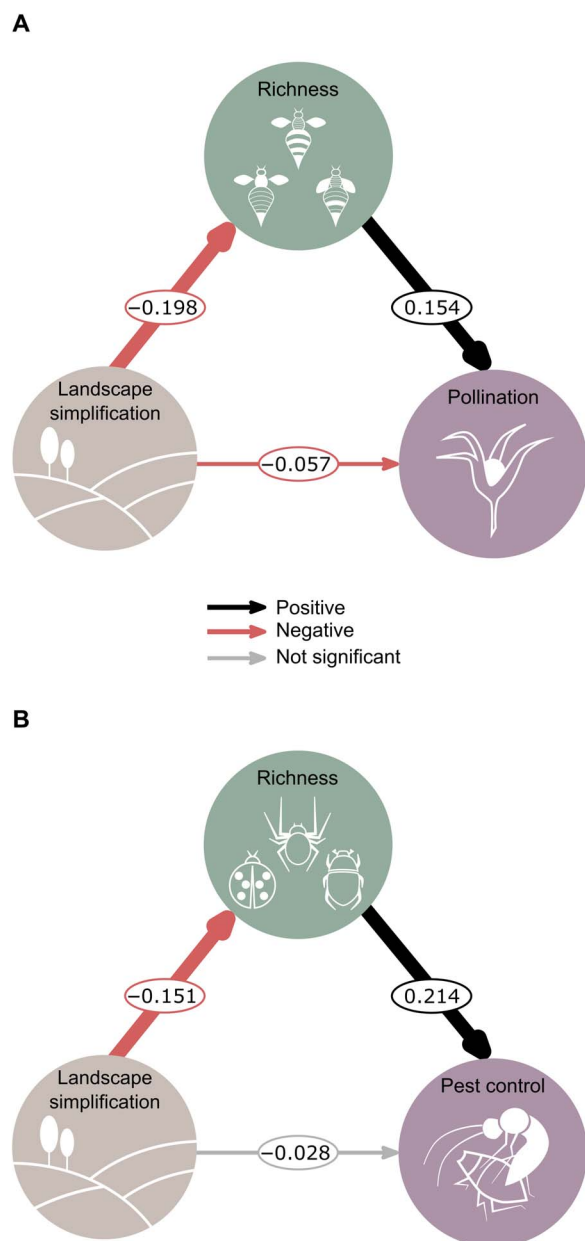 A
Richness
−0.198
0.154
Landscape
simplification
Pollination
−0.057
Positive
Negative
Not significant
B
Richness
−0.151
0.214
Landscape
simplification
Pest control
−0.028